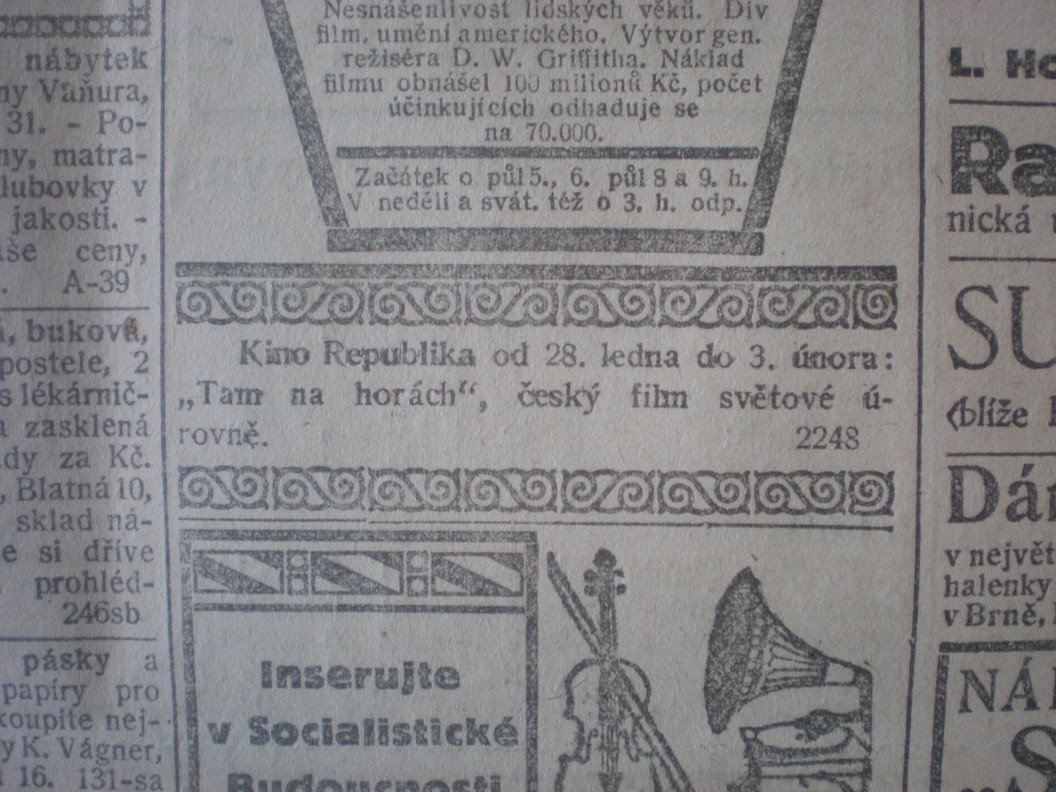 nábytek
ny Vaňura,
31. - Po-
ny, matra-
lubovky v
jakosti. -
aše ceny,
A-39
, buková,
postele, 2
s lékárnič-
a zasklená
dy za Kč.
, Blatná 10,
sklad ná-
e si dříve
prohléd-
246sb
pásky a
papíry pro
koupíte nej-
y K. Vágner,
16. 131-sa
Nesnášenlivost lidských věků. Div
film. umění amerického. Výtvor gen.
režiséra D. W. Griffitha. Náklad
filmu obnášel 100 milionů Kč, počet
účinkujících odhaduje se
na 70.000.
Začátek o půl 5., 6. půl 8 a 9. h.
V neděli a svát. též o 3. h. odp.
Kino Republika od 28. ledna do 3. února:
„Tam na horách“, český film světové ú-
rovně. 2248
Inserujte
v Socialistické
Budoucnosti
L. Ho
Ra
nická
SU
(blíže
Dá
v největ
halenky
v Brně,
NÁ
S